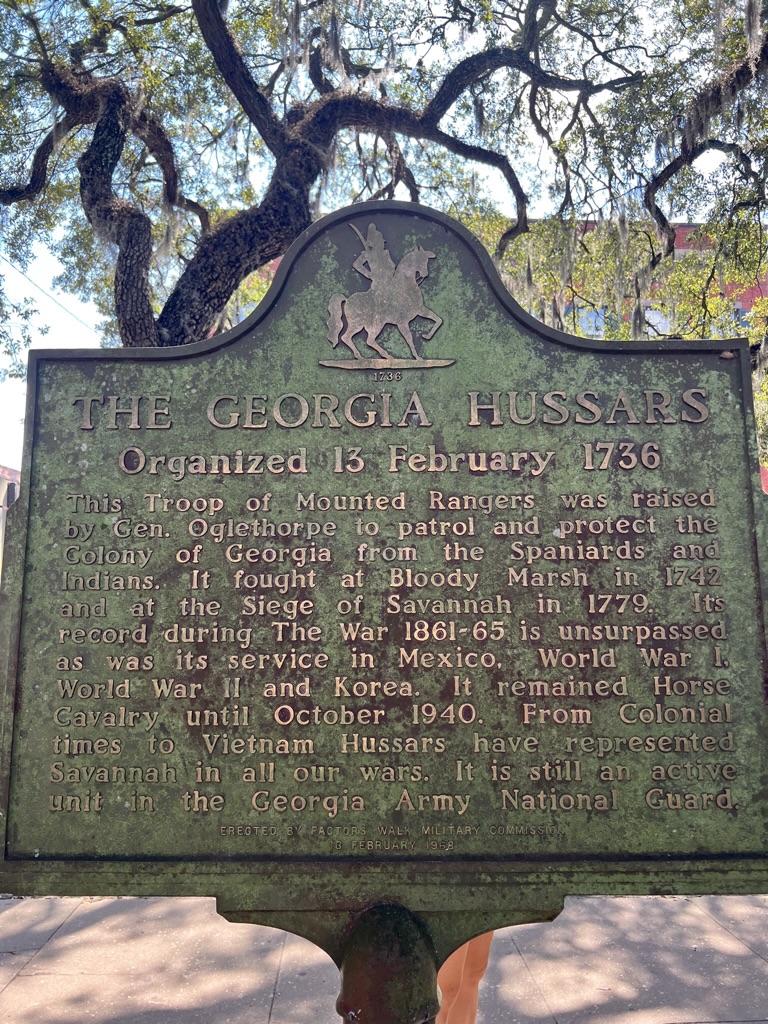 1736
THE GEORGIA HUSSARS
Organized 13 February 1736
This Troop of Mounted Rangers was raised
by Gen. Oglethorpe to patrol and protect the
Colony of Georgia from the Spaniards and
Indians. It fought at Bloody Marsh in 1742
and at the Siege of Savannah in 1779. Its
record during The War 1861-65 is unsurpassed
as was its service in Mexico, World War I,
World War II and Korea. It remained Horse
Cavalry until October 1940. From Colonial
times to Vietnam Hussars have represented
Savannah in all our wars. It is still an active
unit in the Georgia Army National Guard.
ERECTED BY FACTORS WALK MILITARY COMMISSION
13 FEBRUARY 1968